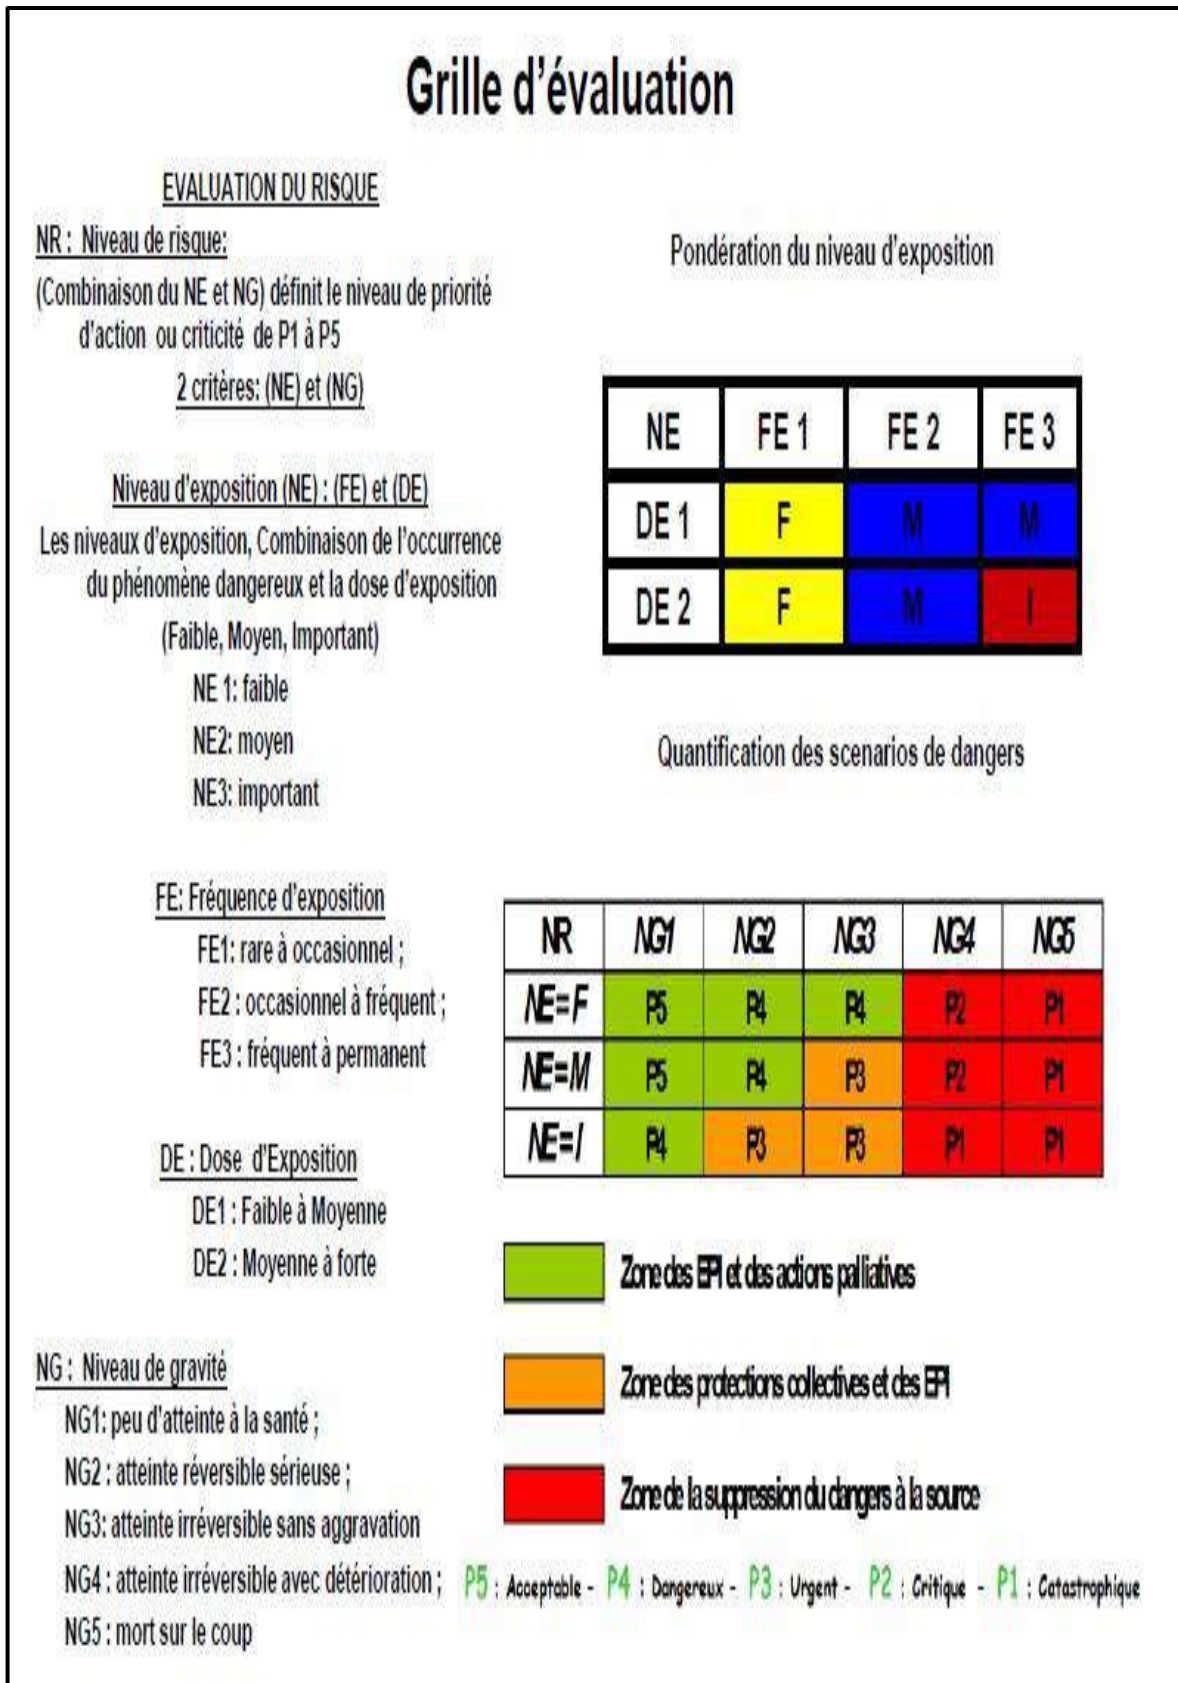 Grille d'évaluation
EVALUATION DU RISQUE
NR : Niveau de risque:
(Combinaison du NE et NG) définit le niveau de priorité
d'action ou criticité de P1 à P5
2 critères: (NE) et (NG)
Niveau d'exposition (NE) : (FE) et (DE)
Les niveaux d'exposition, Combinaison de l'occurrence
du phénomène dangereux et la dose d'exposition
(Faible, Moyen, Important)
NE 1: faible
NE2: moyen
NE3: important
FE: Fréquence d'exposition
FE1: rare à occasionnel ;
FE2 : occasionnel à fréquent ;
FE3 : fréquent à permanent
DE : Dose d'Exposition
DE1 : Faible à Moyenne
DE2 : Moyenne à forte
NG : Niveau de gravité
NG1: peu d'atteinte à la santé ;
NG2 : atteinte réversible sérieuse ;
NG3: atteinte irréversible sans aggravation
NG4 : atteinte irréversible avec détérioration ;
NG5 : mort sur le coup
Pondération du niveau d'exposition
NE FE 1 FE 2 FE 3
DE 1 F M M
DE 2 F M I
Quantification des scenarios de dangers
NR NG1 NG2 NG3 NG4 NG5
NE=F P5 P4 P4 P2 P1
NE=M P5 P4 P3 P2 P1
NE=I P4 P3 P3 P1 P1
Zone des EPI et des actions palliatives
Zone des protections collectives et des EPI
Zone de la suppression du dangers à la source
P5 : Acceptable - P4 : Dangereux - P3 : Urgent - P2 : Critique - P1 : Catastrophique